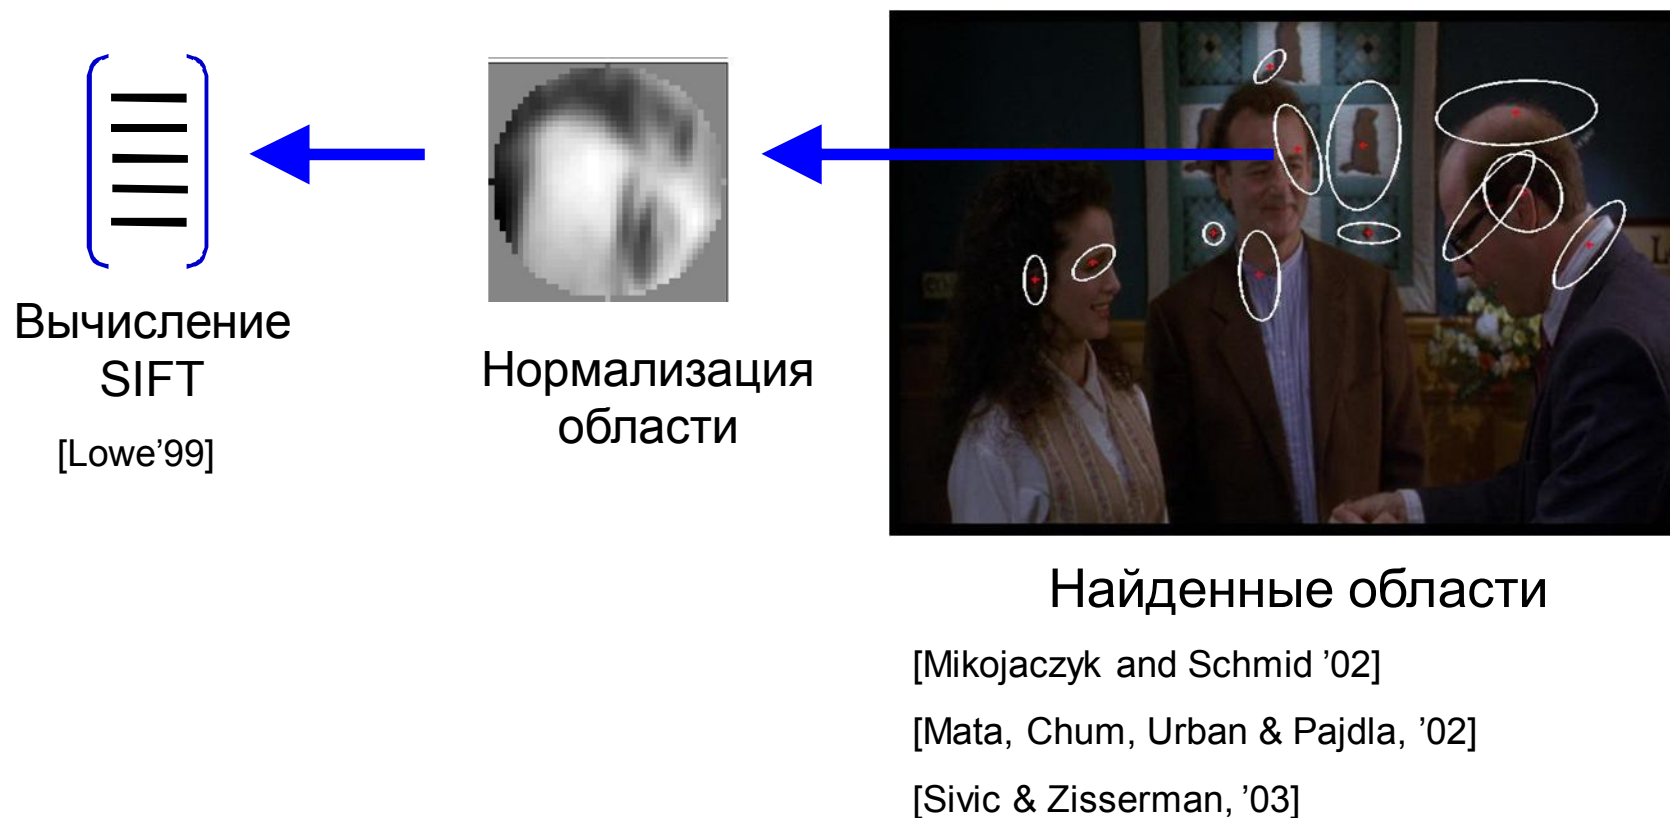 Вычисление
SIFT
[Lowe’99]
Нормализация
области
Найденные области
[Mikojaczyk and Schmid ’02]
[Mata, Chum, Urban & Pajdla, ’02]
[Sivic & Zisserman, ’03]